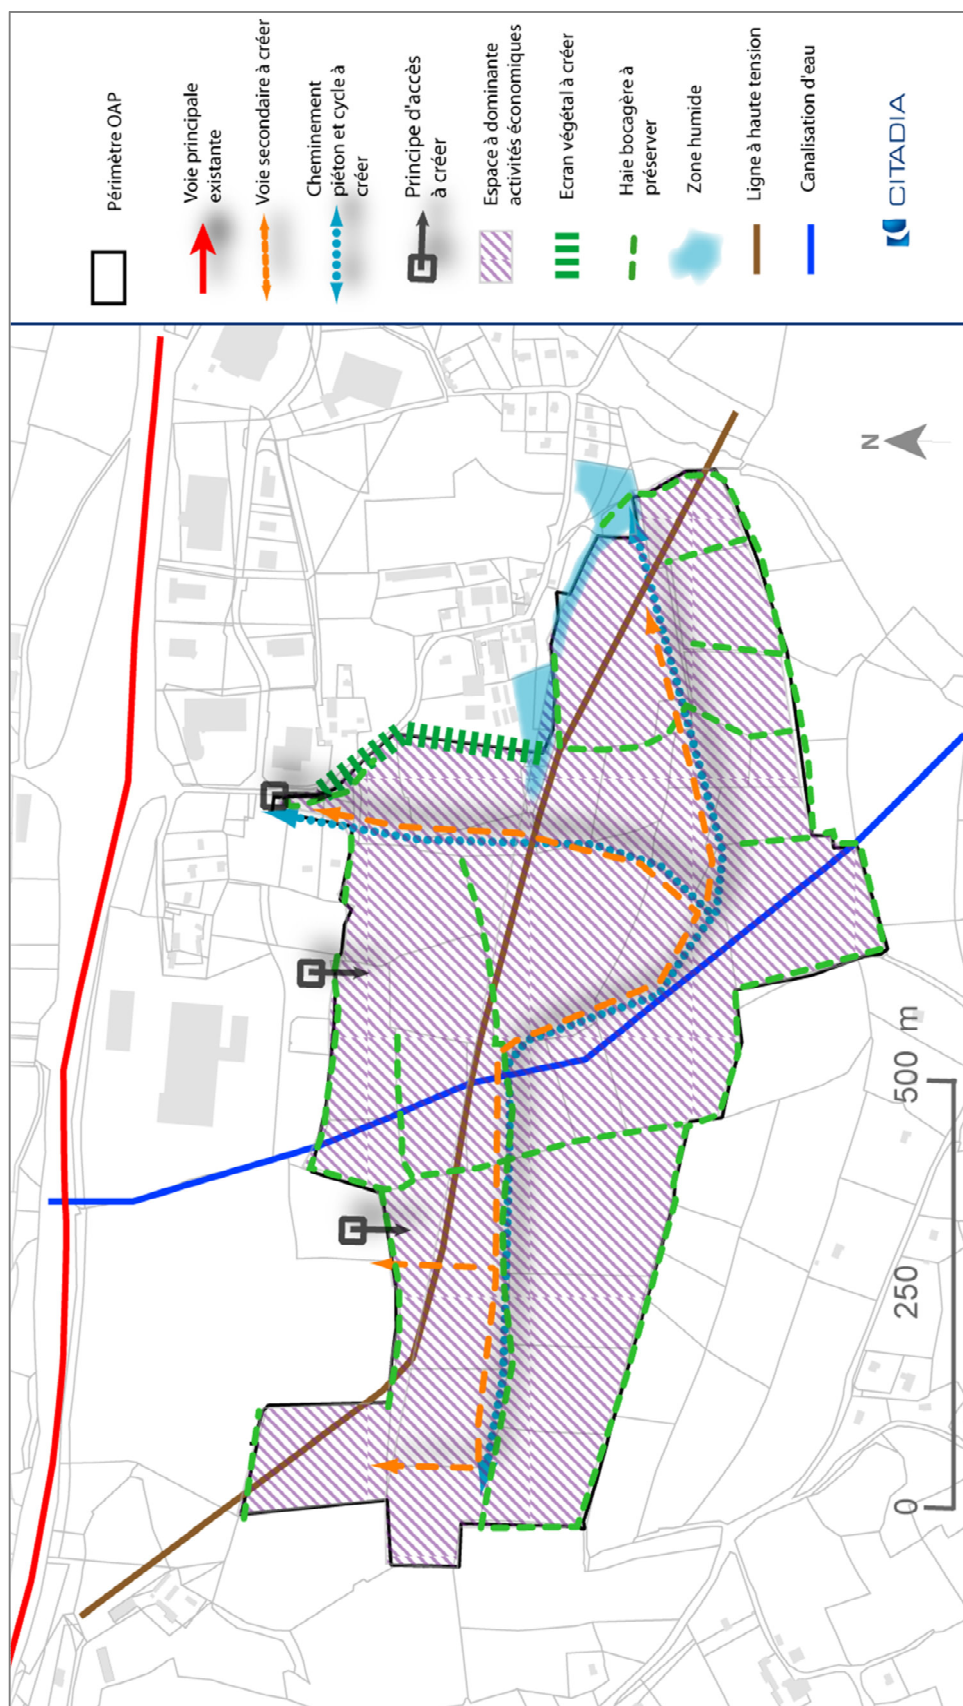 Périmètre OAP
Voie principale
existante
Voie secondaire à créer
Cheminement
piéton et cycle à
créer
Principe d'accès
à créer
Espace à dominante
activités économiques
Ecran végétal à créer
Haie bocagère à
préserver
Zone humide
Ligne à haute tension
Canalisation d'eau
CITADIA
N
0 250 500 m